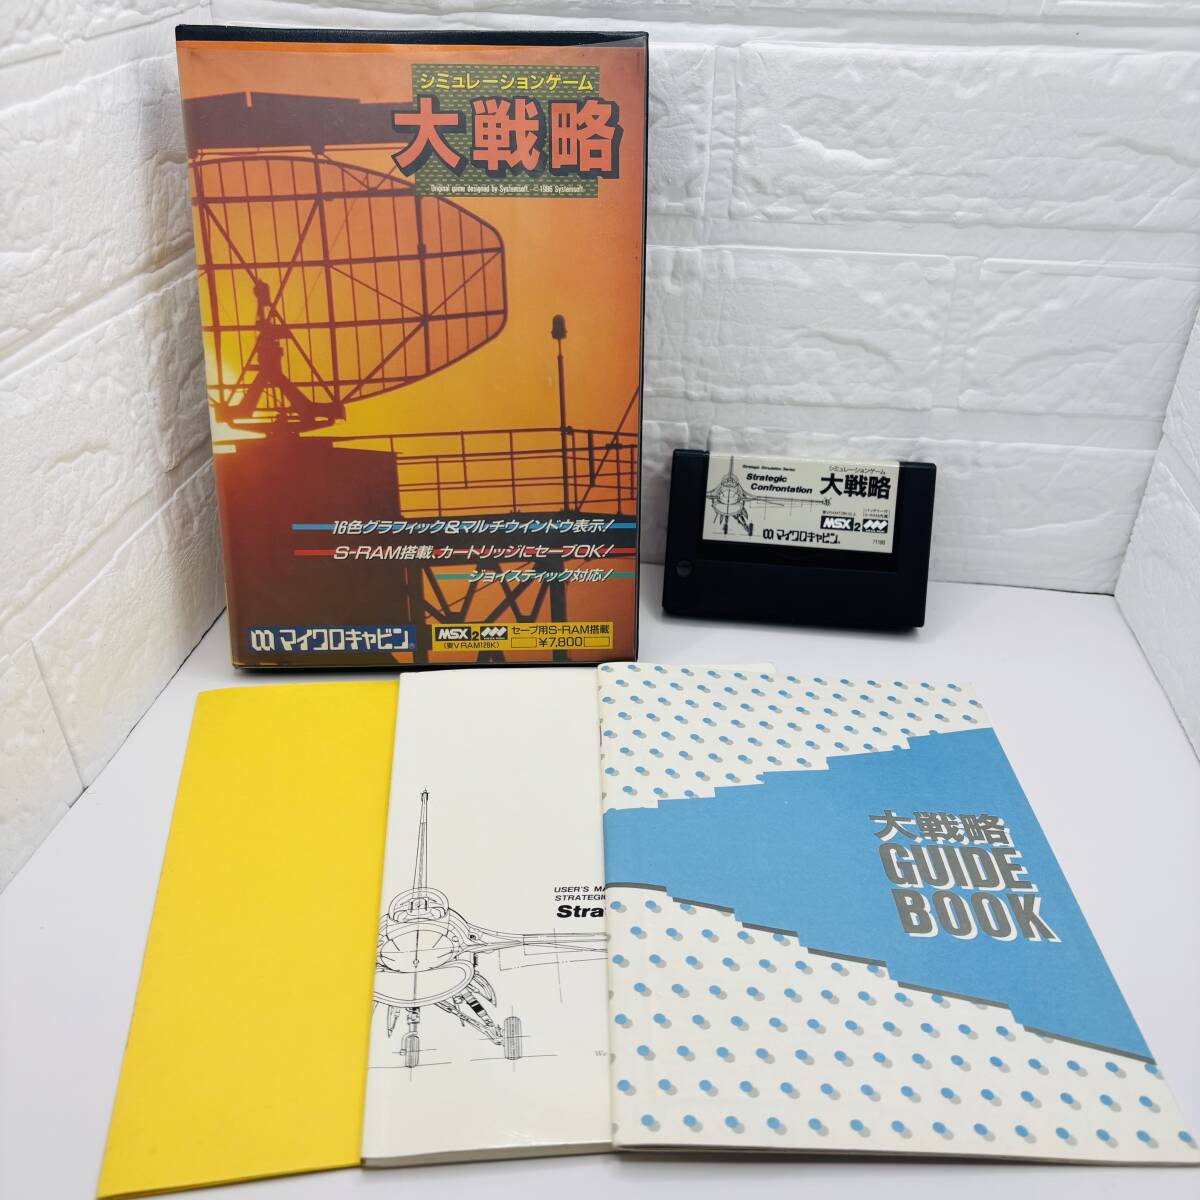 シミュレーションゲーム
大戦略
Original game designed by Systemsoft. © 1986 Systemsoft
16色グラフィック&マルチウインドウ表示!
S-RAM搭載、カートリッジにセーブOK!
ジョイスティック対応!
マイクロキャビン
MSX 2
(要VRAM128K)
セーブ用S-RAM搭載
¥7,800
Strategic Simulation Series
Strategic
Confrontation
シミュレーションゲーム
大戦略
MSX 2
マイクロキャビン
USER'S MA
STRATEGIC
Stra
大戦略
GUIDE
BOOK